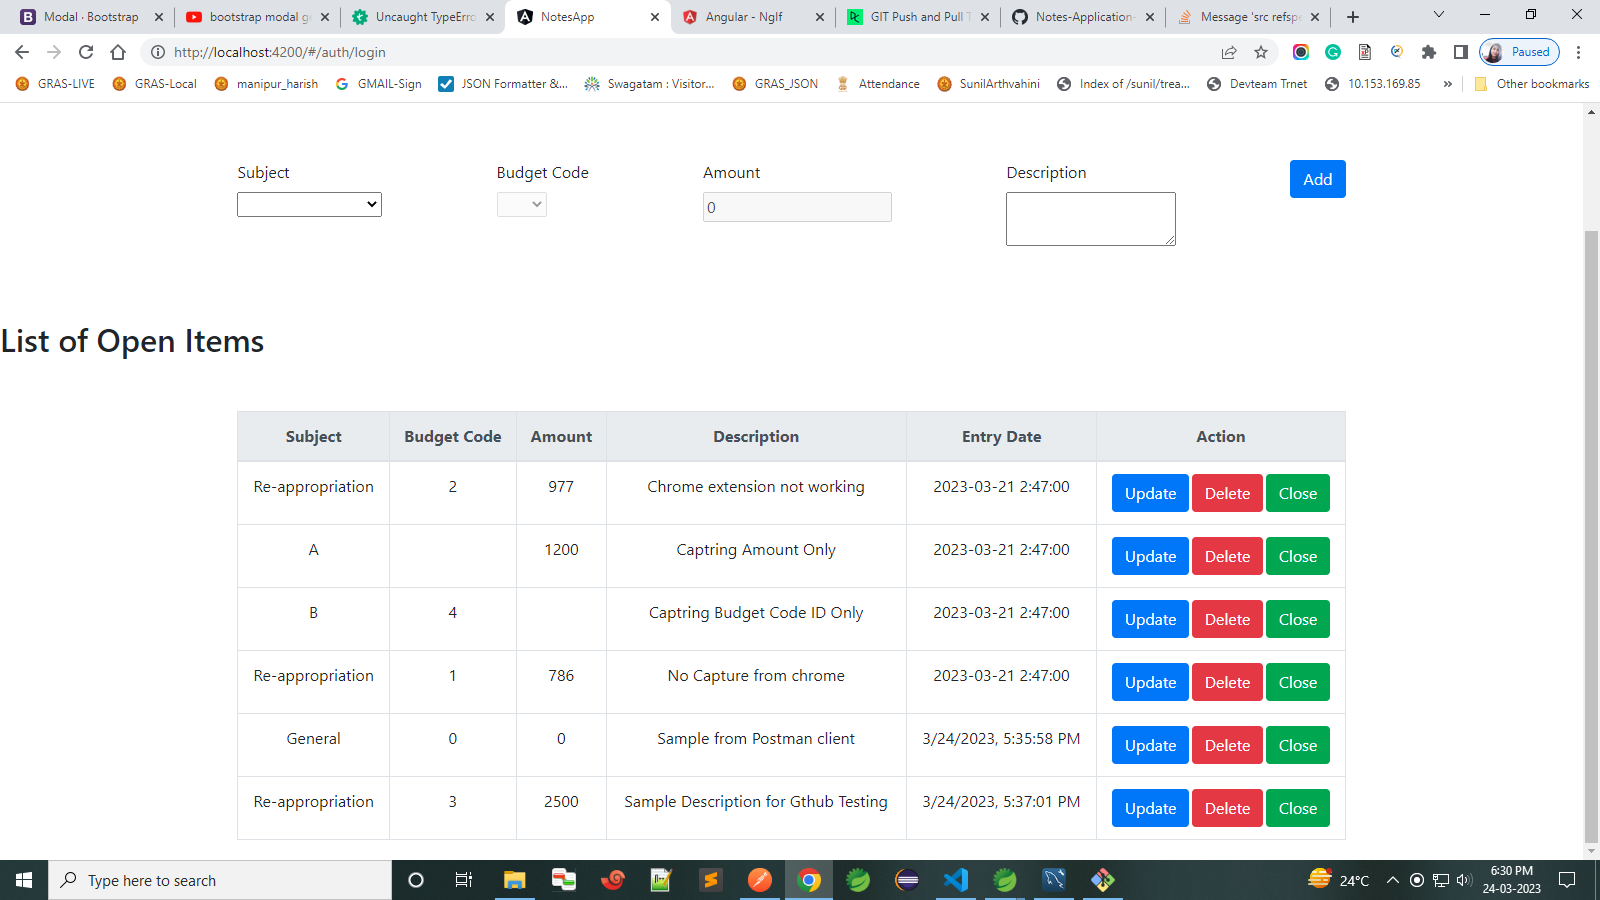 Modal · Bootstrap
bootstrap modal ge
Uncaught TypeErro
NotesApp
Angular - NgIf
GIT Push and Pull T
Notes-Application-
Message 'src refspe
http://localhost:4200/#/auth/login
Paused
GRAS-LIVE
GRAS-Local
manipur_harish
GMAIL-Sign
JSON Formatter &...
Swagatam : Visitor...
GRAS_JSON
Attendance
SunilArthvahini
Index of /sunil/trea...
Devteam Trnet
10.153.169.85
»
Other bookmarks
Subject Budget Code Amount Description Add
0
List of Open Items
Subject Budget Code Amount Description Entry Date Action
Re-appropriation 2 977 Chrome extension not working 2023-03-21 2:47:00 Update Delete Close
A 1200 Captring Amount Only 2023-03-21 2:47:00 Update Delete Close
B 4 Captring Budget Code ID Only 2023-03-21 2:47:00 Update Delete Close
Re-appropriation 1 786 No Capture from chrome 2023-03-21 2:47:00 Update Delete Close
General 0 0 Sample from Postman client 3/24/2023, 5:35:58 PM Update Delete Close
Re-appropriation 3 2500 Sample Description for Gthub Testing 3/24/2023, 5:37:01 PM Update Delete Close
Type here to search
24°C
6:30 PM
24-03-2023